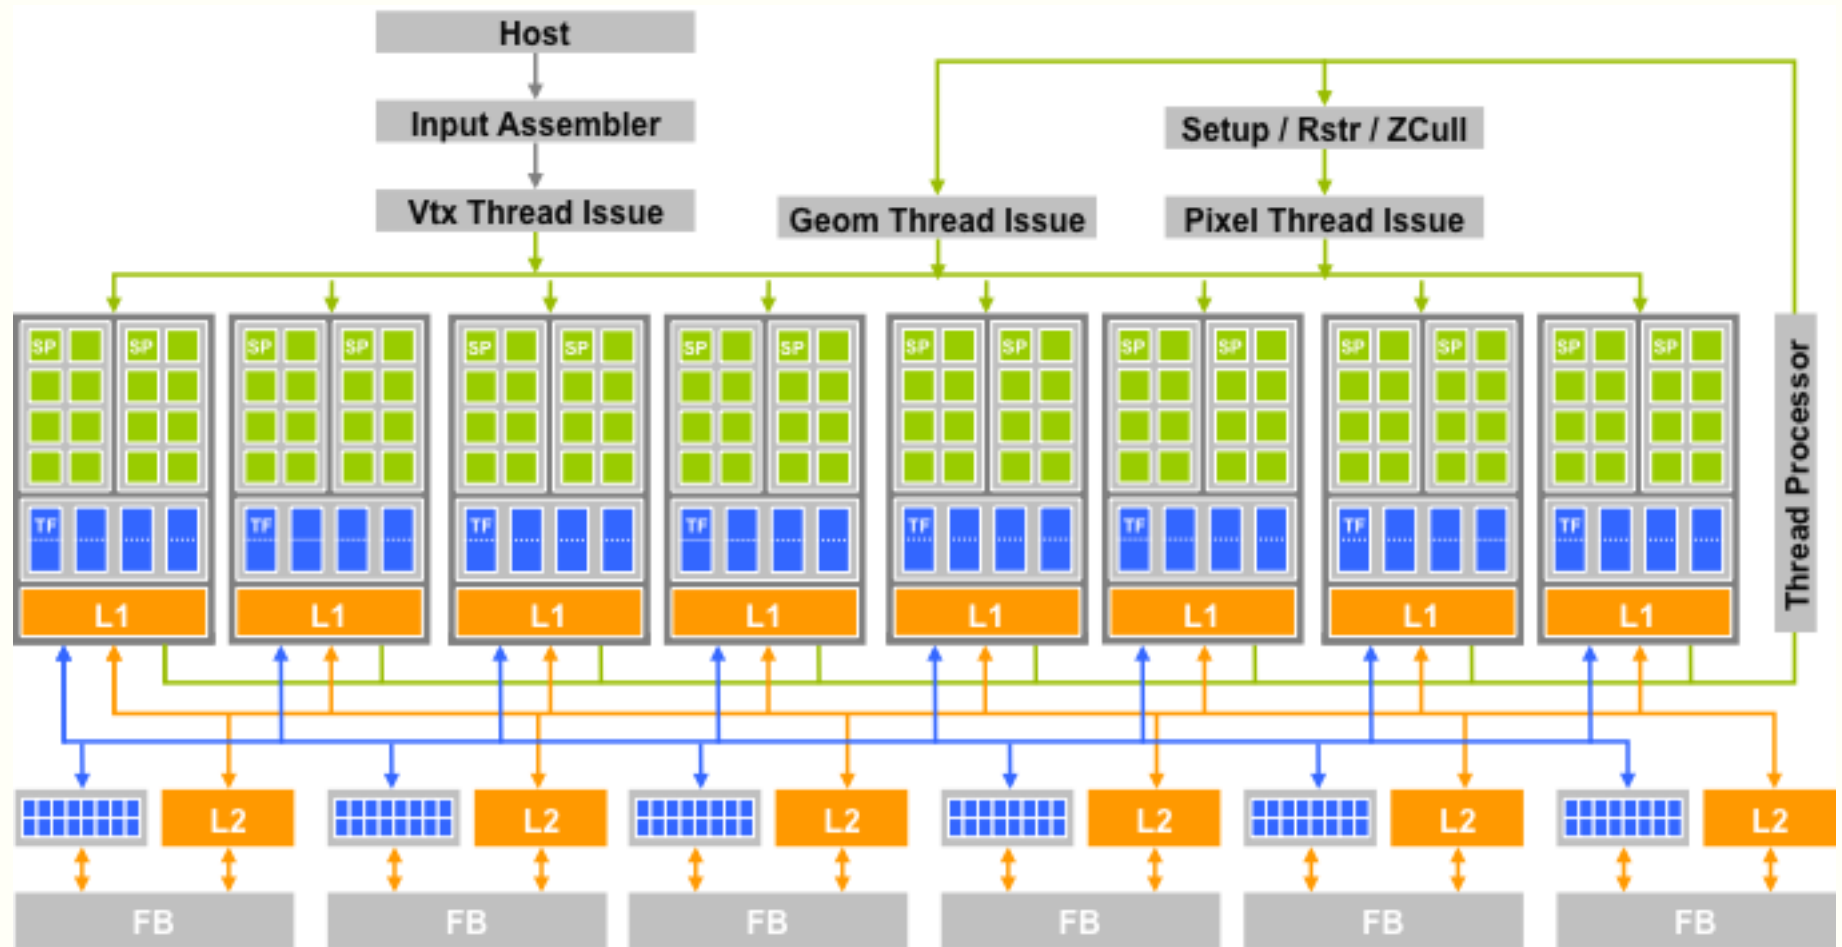 Host
Input Assembler
Setup / Rstr / ZCull
Vtx Thread Issue
Geom Thread Issue
Pixel Thread Issue
SP SP SP SP SP SP SP SP SP SP SP SP SP SP SP SP
Thread Processor
TF TF TF TF TF TF TF TF
L1 L1 L1 L1 L1 L1 L1 L1
L2 L2 L2 L2 L2 L2
FB FB FB FB FB FB